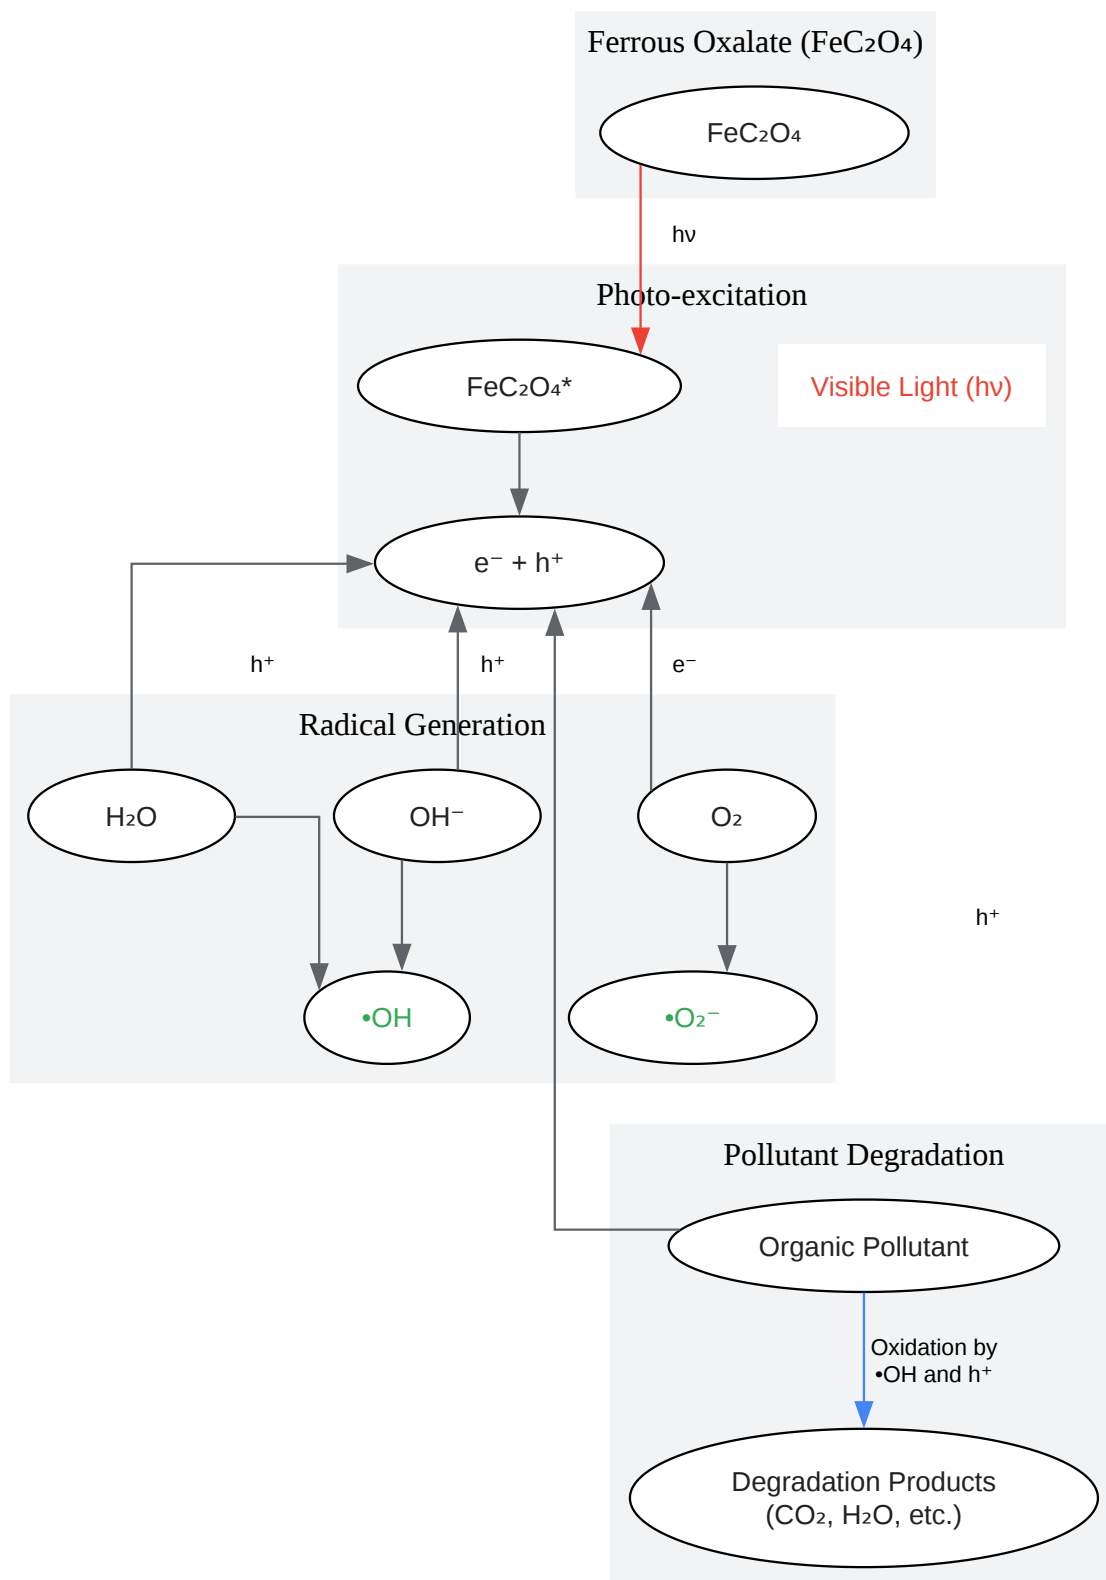 Ferrous Oxalate (FeC₂O₄)
FeC₂O₄
hν
Photo-excitation
FeC₂O₄*
Visible Light (hν)
e⁻ + h⁺
h⁺
h⁺
e⁻
Radical Generation
H₂O
OH⁻
O₂
h⁺
•OH
•O₂⁻
Pollutant Degradation
Organic Pollutant
Oxidation by
•OH and h⁺
Degradation Products
(CO₂, H₂O, etc.)